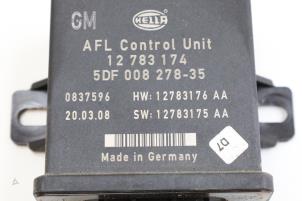 GM
HELLA
AFL Control Unit
12 783 174
5DF 008 278-35
0837596 HW: 12783176 AA
20.03.08 SW: 12783175 AA
D7
Made in Germany